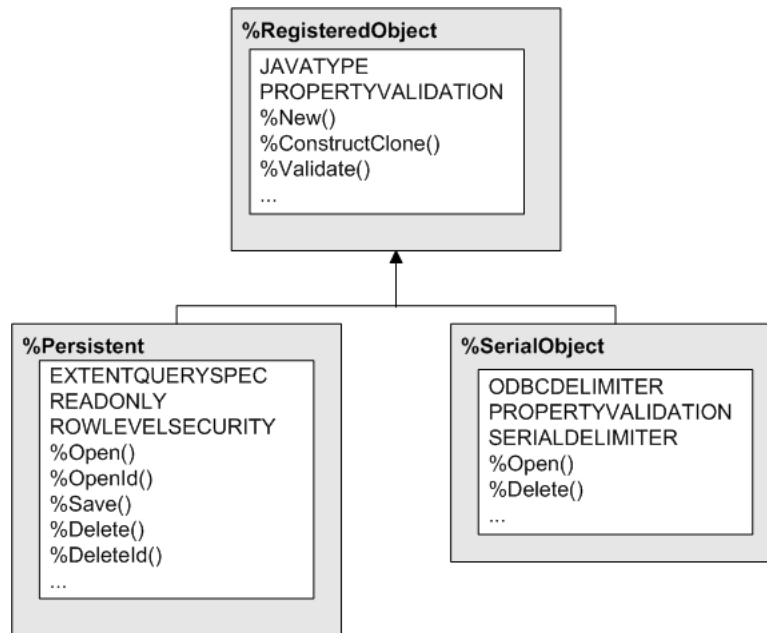 %RegisteredObject
JAVATYPE
PROPERTYVALIDATION
%New()
%ConstructClone()
%Validate()
...
%Persistent
EXTENTQUERYSPEC
READONLY
ROWLEVELSECURITY
%Open()
%OpenId()
%Save()
%Delete()
%DeleteId()
...
%SerialObject
ODBCDELIMITER
PROPERTYVALIDATION
SERIALDELIMITER
%Open()
%Delete()
...